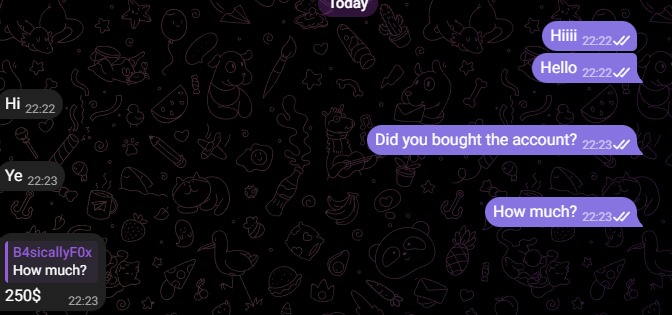 Today
Hiiii 22:22
Hello 22:22
Hi 22:22
Did you bought the account? 22:23
Ye 22:23
How much? 22:23
B4sicallyF0x
How much?
250$ 22:23